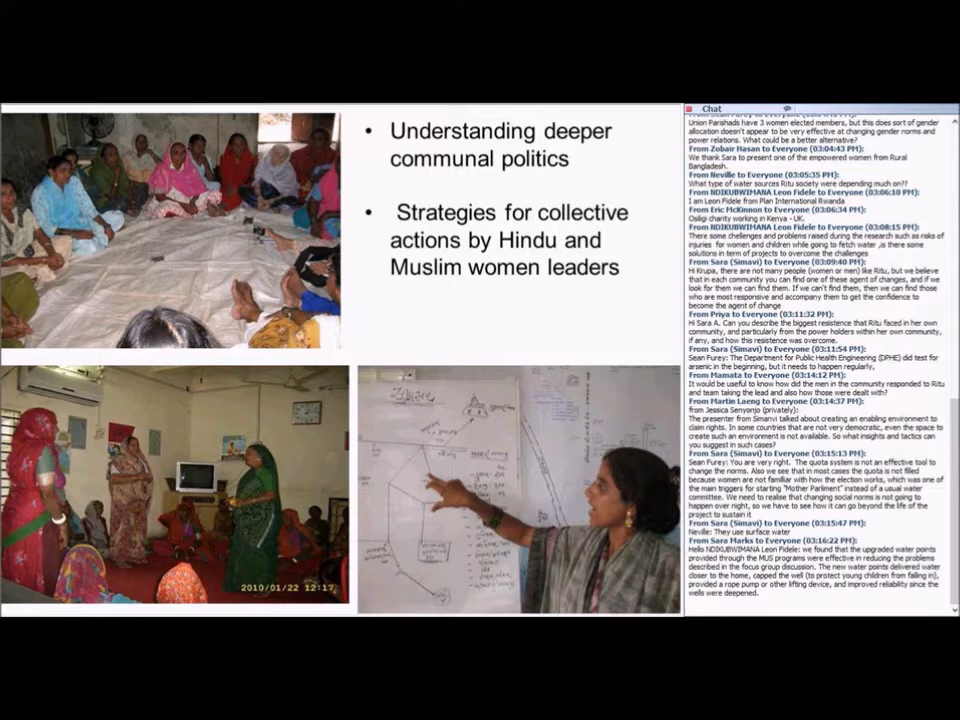 • Understanding deeper
communal politics
• Strategies for collective
actions by Hindu and
Muslim women leaders
2010/01/22 12:17
Chat
Union Parishads have 3 women elected members, but this does sort of gender
allocation doesn't appear to be very effective at changing gender norms and
power relations. What could be a better alternative?
From Zobair Hasan to Everyone (03:04:43 PM):
We thank Sara to present one of the empowered women from Rural
Bangladesh.
From Neville to Everyone (03:05:35 PM):
What type of water sources Ritu society were depending much on??
From NDIKUBWIMANA Leon Fidele to Everyone (03:06:10 PM):
I am Leon Fidele from Plan International Rwanda
From Eric McKinnon to Everyone (03:06:34 PM):
Osiligi charity working in Kenya - UK.
From NDIKUBWIMANA Leon Fidele to Everyone (03:08:15 PM):
There some challenges and problems raised during the research such as risks of
injuries for women and children while going to fetch water ,is there some
solutions in term of projects to overcome the challenges
From Sara (Simavi) to Everyone (03:09:40 PM):
Hi Krupa, there are not many people (women or men) like Ritu, but we believe
that in each community you can find one of these agent of changes, and if we
look for them we can find them. If we can't find them, then we can find those
who are most responsive and accompany them to get the confidence to
become the agent of change
From Priya to Everyone (03:11:32 PM):
Hi Sara A. Can you describe the biggest resistence that Ritu faced in her own
community, and particularly from the power holders within her own community,
if any, and how this resistence was overcome.
From Sara (Simavi) to Everyone (03:11:54 PM):
Sean Furey: The Department for Public Health Engineering (DPHE) did test for
arsenic in the beginning, but it needs to happen regularly,
From Mamata to Everyone (03:14:12 PM):
It would be useful to know how did the men in the community responded to Ritu
and team taking the lead and also how those were dealt with?
From Martin Laeng to Everyone (03:14:37 PM):
from Jessica Senyonjo (privately):
The presenter from Simanvi talked about creating an enabling environment to
claim rights. In some countries that are not very democratic, even the space to
create such an environment is not available. So what insights and tactics can
you suggest in such cases?
From Sara (Simavi) to Everyone (03:15:13 PM):
Sean Furey: You are very right. The quota system is not an effective tool to
change the norms. Also we see that in most cases the quota is not filled
because women are not familiar with how the election works, which was one of
the main triggers for starting "Mother Parliment" instead of a usual water
committee. We need to realise that changing social norms is not going to
happen over night, so we have to see how it can go beyond the life of the
project to sustain it
From Sara (Simavi) to Everyone (03:15:47 PM):
Neville: They use surface water
From Sara Marks to Everyone (03:16:22 PM):
Hello NDIKUBWIMANA Leon Fidele: we found that the upgraded water points
provided through the MUS programs were effective in reducing the problems
described in the focus group discussion. The new water points delivered water
closer to the home, capped the well (to protect young children from falling in),
provided a rope pump or other lifting device, and improved reliability since the
wells were deepened.